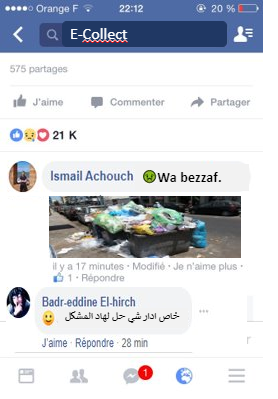 Orange F 22:12 20 %
E-Collect
575 partages
J'aime Commenter Partager
21 K
Ismail Achouch 🤢Wa bezzaf.
il y a 17 minutes · Modifié · Je n'aime plus ·
1 · Répondre
Badr-eddine El-hirch
خاص ادار شي حل لهاد المشكل
J'aime · Répondre · 28 min
1